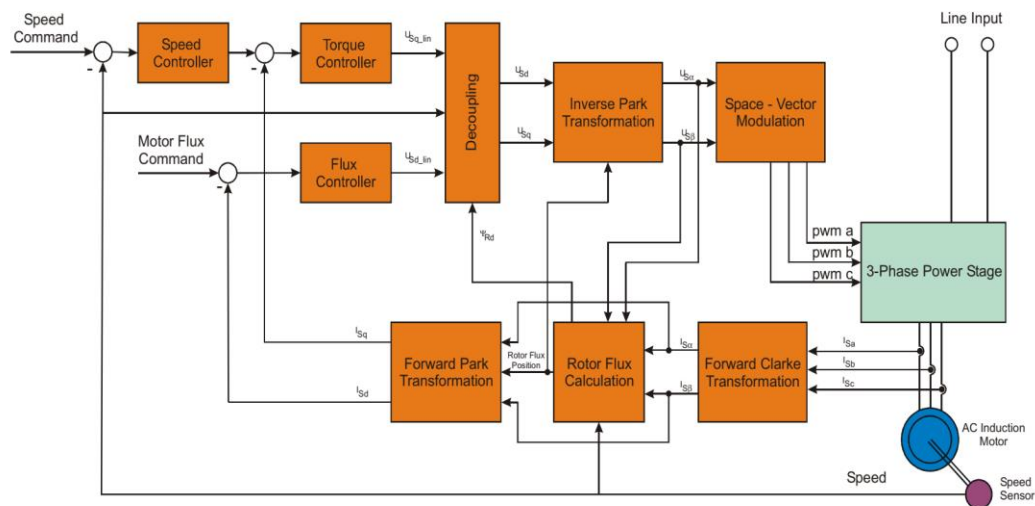 Speed
Command
Line Input
Speed
Controller
Torque
Controller
uSq_lin
Decoupling
uSd
uSq
Inverse Park
Transformation
uSα
uSβ
Space - Vector
Modulation
Motor Flux
Command
Flux
Controller
uSd_lin
ΨRd
pwm a
pwm b
pwm c
3-Phase Power Stage
iSq
iSd
Forward Park
Transformation
Rotor Flux
Position
Rotor Flux
Calculation
iSα
iSβ
Forward Clarke
Transformation
iSa
iSb
iSc
AC Induction
Motor
Speed
Speed
Sensor